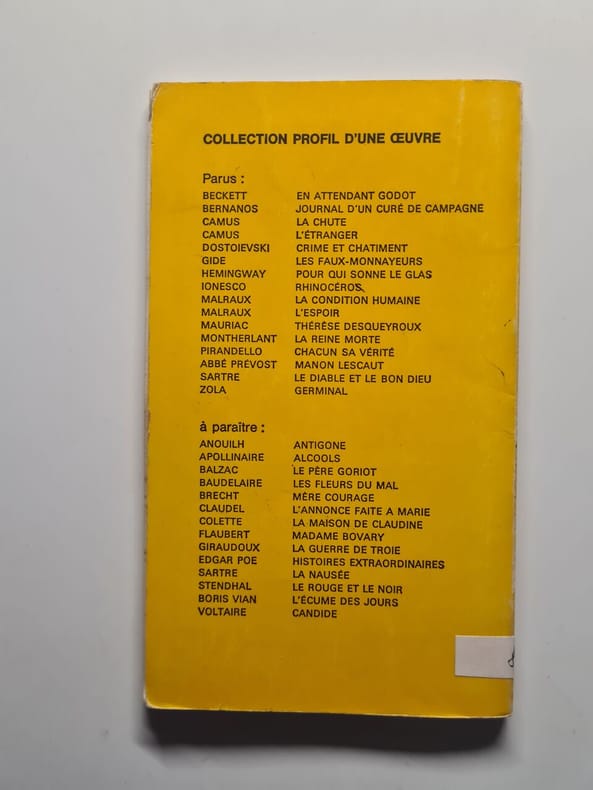 COLLECTION PROFIL D'UNE ŒUVRE
Parus :
BECKETT EN ATTENDANT GODOT
BERNANOS JOURNAL D'UN CURÉ DE CAMPAGNE
CAMUS LA CHUTE
CAMUS L'ÉTRANGER
DOSTOIEVSKI CRIME ET CHATIMENT
GIDE LES FAUX-MONNAYEURS
HEMINGWAY POUR QUI SONNE LE GLAS
IONESCO RHINOCÉROS
MALRAUX LA CONDITION HUMAINE
MALRAUX L'ESPOIR
MAURIAC THÉRÈSE DESQUEYROUX
MONTHERLANT LA REINE MORTE
PIRANDELLO CHACUN SA VÉRITÉ
ABBÉ PRÉVOST MANON LESCAUT
SARTRE LE DIABLE ET LE BON DIEU
ZOLA GERMINAL
à paraître :
ANOUILH ANTIGONE
APOLLINAIRE ALCOOLS
BALZAC LE PÈRE GORIOT
BAUDELAIRE LES FLEURS DU MAL
BRECHT MÈRE COURAGE
CLAUDEL L'ANNONCE FAITE A MARIE
COLETTE LA MAISON DE CLAUDINE
FLAUBERT MADAME BOVARY
GIRAUDOUX LA GUERRE DE TROIE
EDGAR POE HISTOIRES EXTRAORDINAIRES
SARTRE LA NAUSÉE
STENDHAL LE ROUGE ET LE NOIR
BORIS VIAN L'ÉCUME DES JOURS
VOLTAIRE CANDIDE